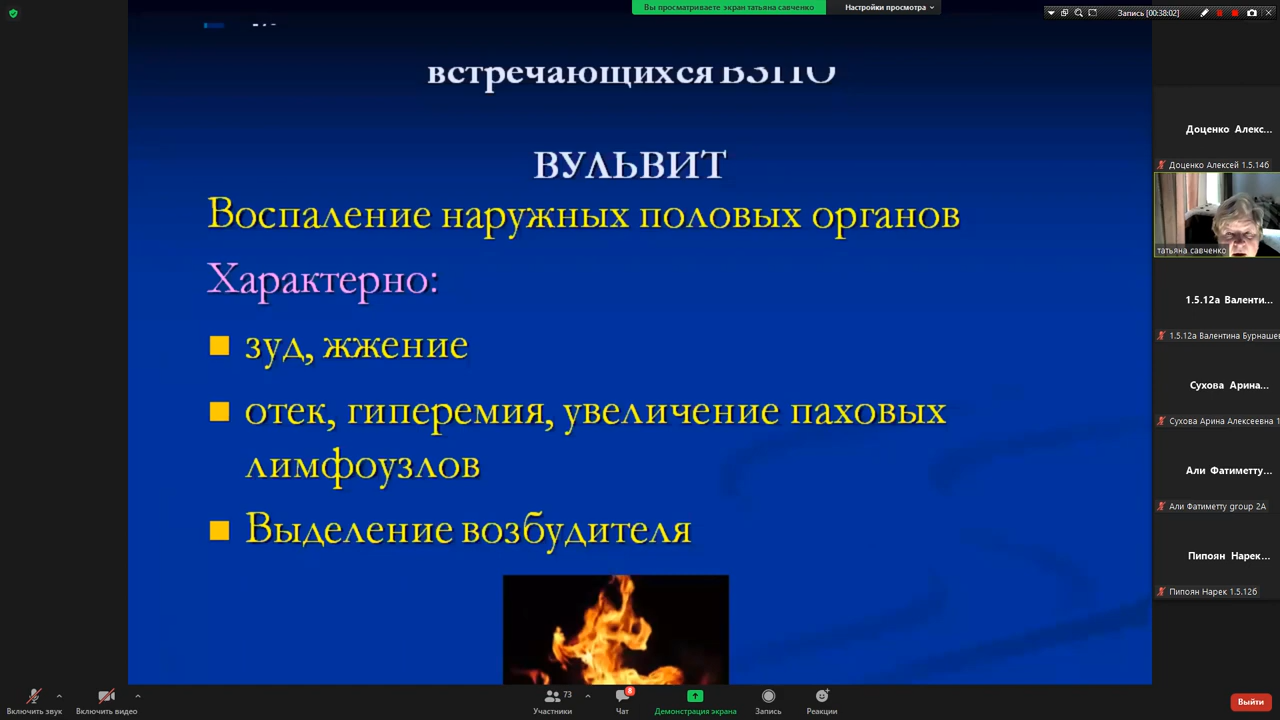 Вы просматриваете экран татьяна савченко
Настройки просмотра
Запись [00:38:02]
встречающихся ВЗПО
ВУЛЬВИТ
Воспаление наружных половых органов
Характерно:
зуд, жжение
отек, гиперемия, увеличение паховых
лимфоузлов
Выделение возбудителя
Доценко Алекс...
Доценко Алексей 1.5.14б
татьяна савченко
1.5.12а Валенти...
1.5.12а Валентина Бурнашев
Сухова Арина...
Сухова Арина Алексеевна 1
Али Фатиметту...
Али Фатиметту group 2A
Пипоян Нарек...
Пипоян Нарек 1.5.12б
Включить звук
Включить видео
73
Участники
8
Чат
Демонстрация экрана
Запись
Реакции
Выйти